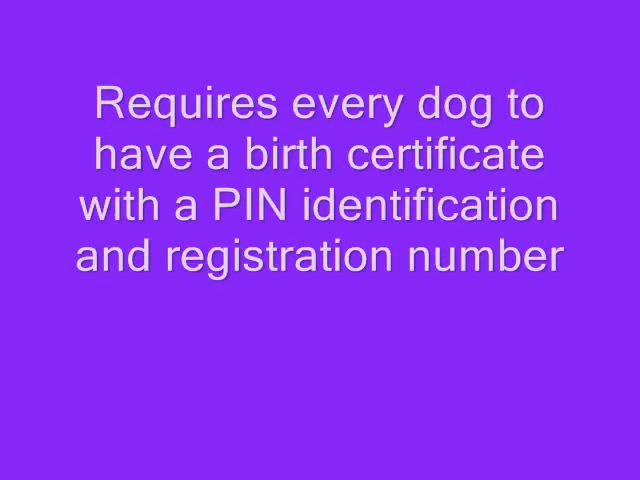 Requires every dog to
have a birth certificate
with a PIN identification
and registration number